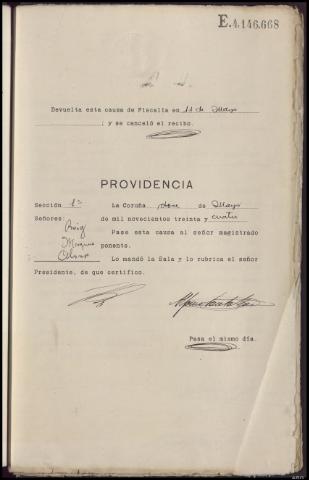 E.4.146.668
Devuelta esta causa de Fiscalía en 11 de Mayo
; y se canceló el recibo.
PROVIDENCIA
Sección 1ª La Coruña doce de Mayo
Señores: de mil novecientos treinta y cuatro
Pase esta causa al señor magistrado
ponente.
Lo mandó la Sala y lo rubrica el señor
Presidente, de que certifico.
Pasa el mismo día.